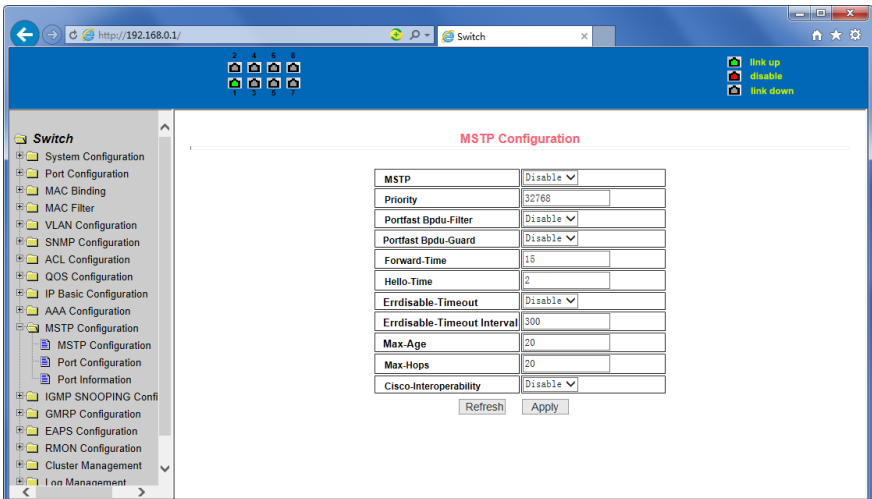 http://192.168.0.1/
Switch
2 4 6 8
1 3 5 7
link up
disable
link down
Switch
System Configuration
Port Configuration
MAC Binding
MAC Filter
VLAN Configuration
SNMP Configuration
ACL Configuration
QOS Configuration
IP Basic Configuration
AAA Configuration
MSTP Configuration
MSTP Configuration
Port Configuration
Port Information
IGMP SNOOPING Confi
GMRP Configuration
EAPS Configuration
RMON Configuration
Cluster Management
Log Management
MSTP Configuration
MSTP Disable
Priority 32768
Portfast Bpdu-Filter Disable
Portfast Bpdu-Guard Disable
Forward-Time 15
Hello-Time 2
Errdisable-Timeout Disable
Errdisable-Timeout Interval 300
Max-Age 20
Max-Hops 20
Cisco-Interoperability Disable
Refresh Apply